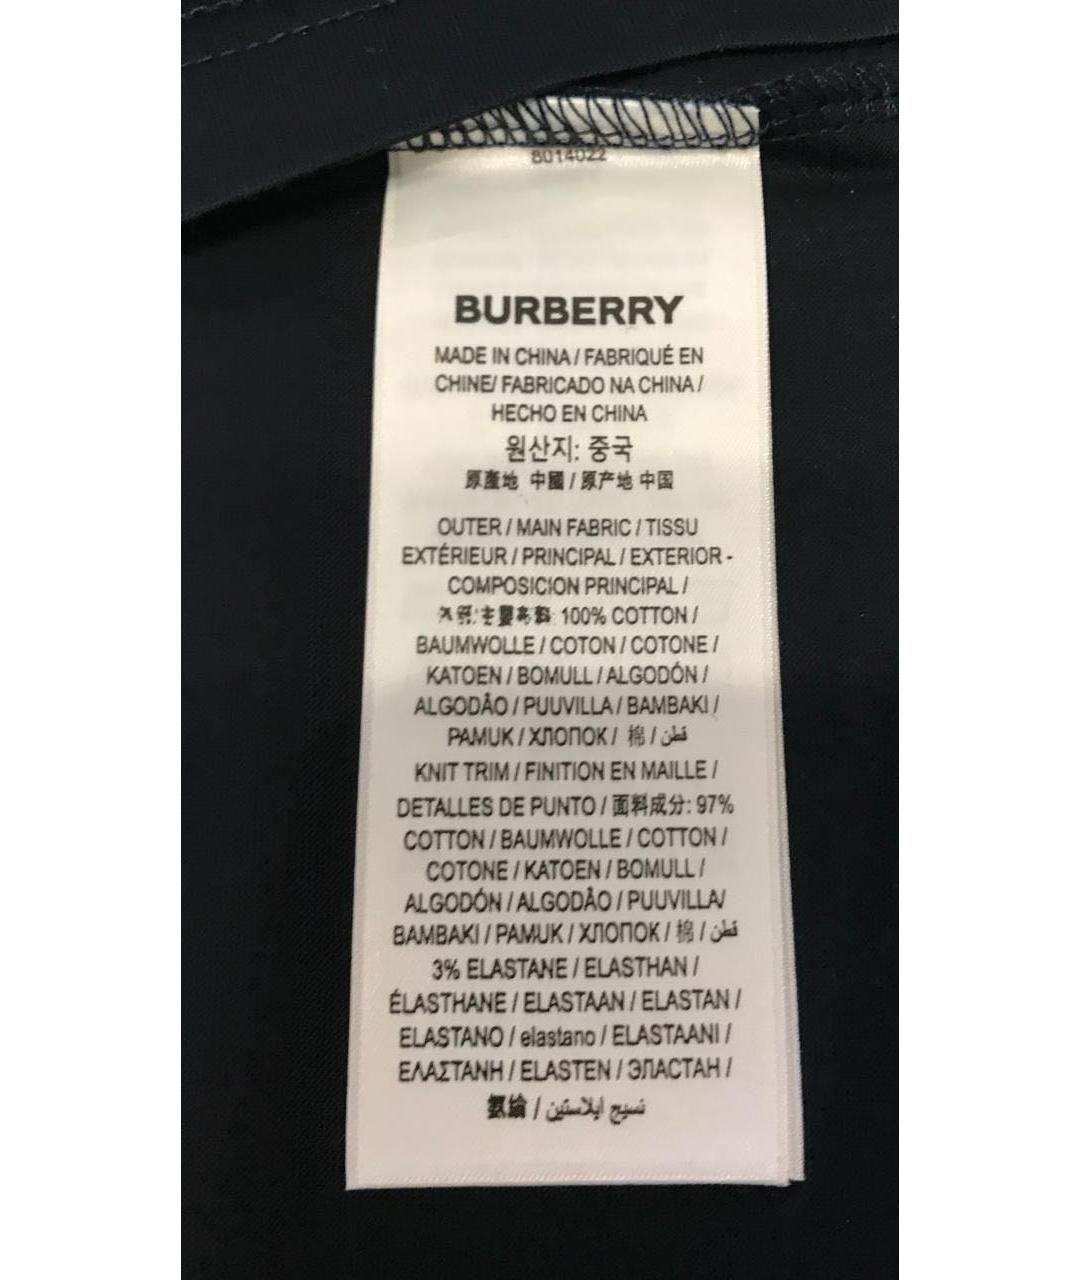 8014022
BURBERRY
MADE IN CHINA / FABRIQUÉ EN
CHINE/ FABRICADO NA CHINA /
HECHO EN CHINA
원산지: 중국
原產地 中國 / 原产地 中国
OUTER / MAIN FABRIC / TISSU
EXTÉRIEUR / PRINCIPAL / EXTERIOR -
COMPOSICION PRINCIPAL /
100% COTTON /
BAUMWOLLE / COTON / COTONE /
KATOEN / BOMULL / ALGODÓN /
ALGODÅO / PUUVILLA / BAMBAKI /
PAMUK / ХЛОПОК / 棉 / قطن
KNIT TRIM / FINITION EN MAILLE /
DETALLES DE PUNTO / 面料成分: 97%
COTTON / BAUMWOLLE / COTTON /
COTONE / KATOEN / BOMULL /
ALGODÓN / ALGODÅO / PUUVILLA/
BAMBAKI / PAMUK / ХЛОПОК / 棉 / قطن
3% ELASTANE / ELASTHAN /
ÉLASTHANE / ELASTAAN / ELASTAN /
ELASTANO / elastano / ELASTAANI /
ΕΛΑΣΤΑΝΗ / ELASTEN / ЭЛАСТАН /
氨綸 / نسيج ايلاستين